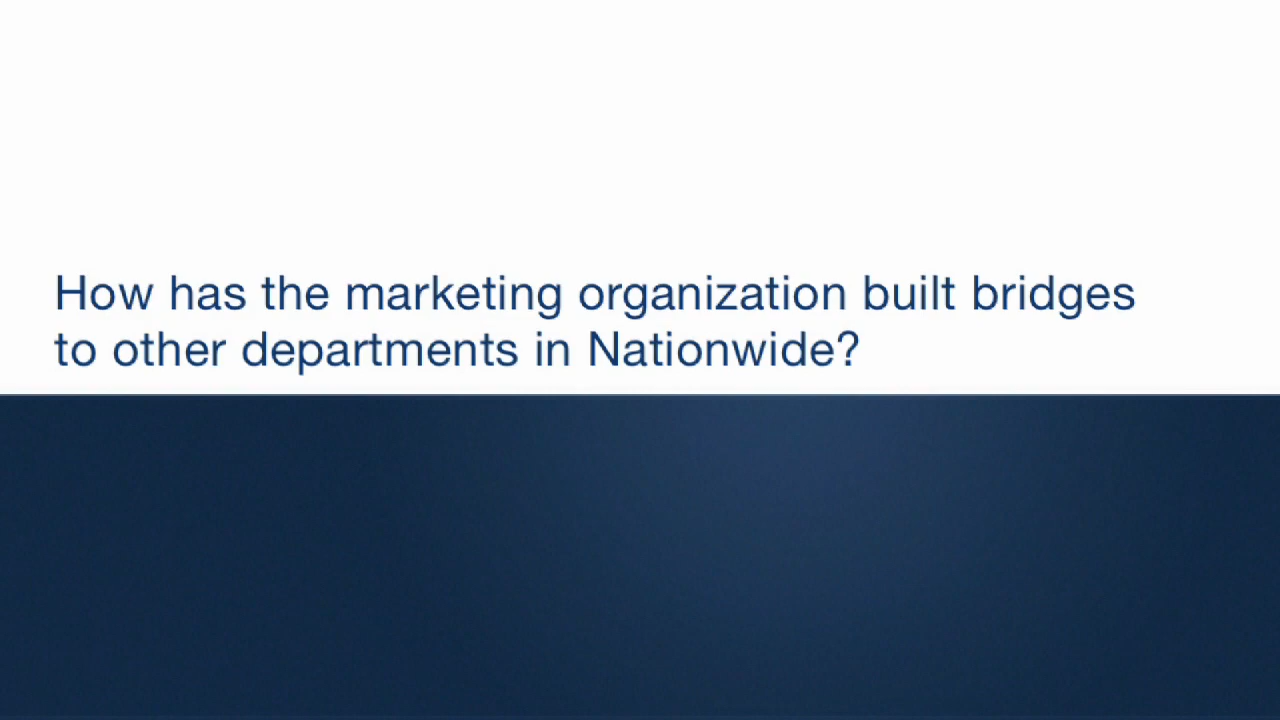 How has the marketing organization built bridges
to other departments in Nationwide?